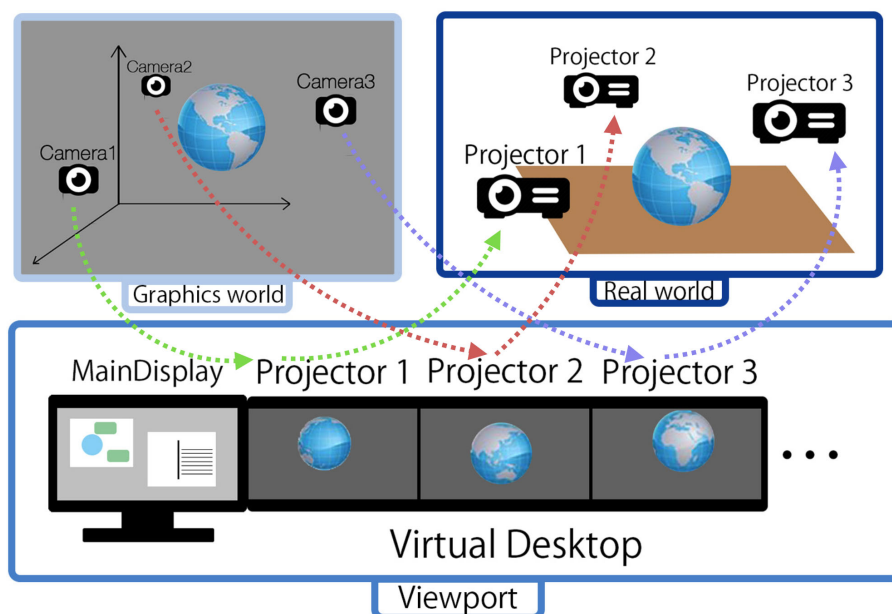 Camera2
Camera3
Camera1
Graphics world
Projector 2
Projector 3
Projector 1
Real world
MainDisplay
Projector 1
Projector 2
Projector 3
Virtual Desktop
Viewport